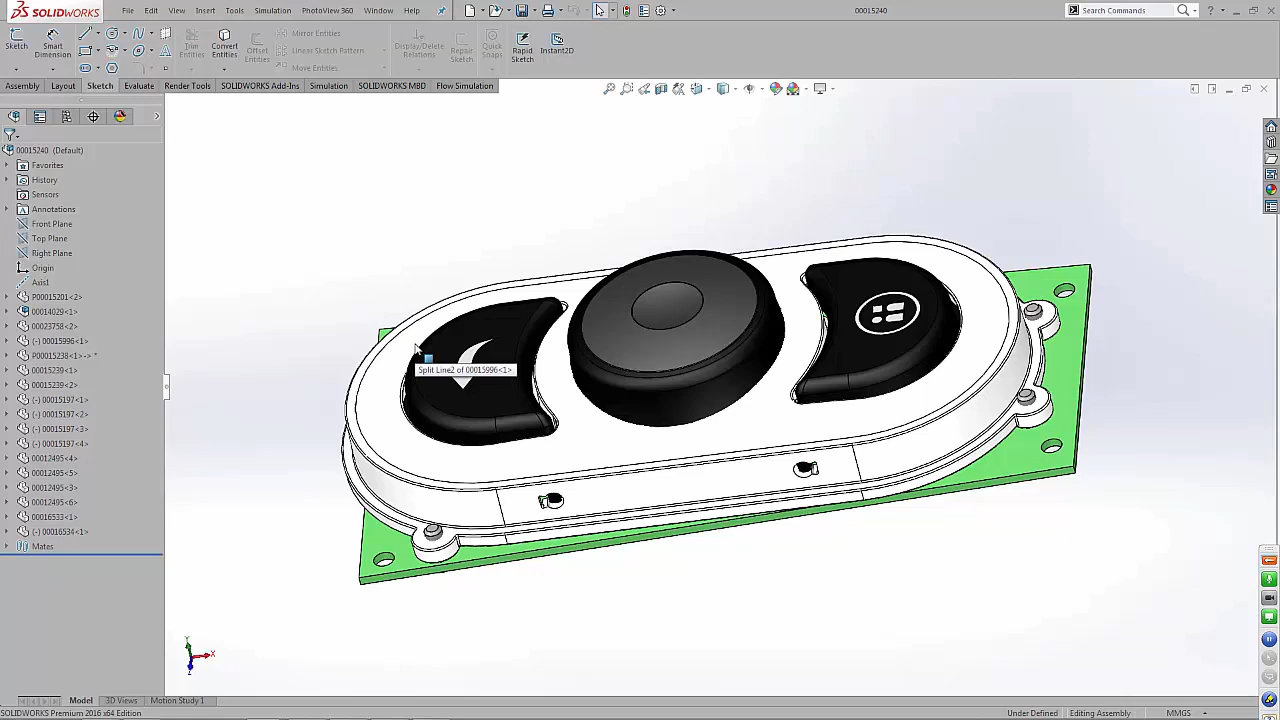 SOLIDWORKS File Edit View Insert Tools Simulation PhotoView 360 Window Help 00015240 Search Commands
Sketch Smart Dimension Trim Entities Convert Entities Offset Entities Mirror Entities Linear Sketch Pattern Move Entities Display/Delete Relations Repair Sketch Quick Snaps Rapid Sketch Instant2D
Assembly Layout Sketch Evaluate Render Tools SOLIDWORKS Add-Ins Simulation SOLIDWORKS MBD Flow Simulation
00015240 (Default)
Favorites
History
Sensors
Annotations
Front Plane
Top Plane
Right Plane
Origin
Axis1
P00015201<2>
00014029<1>
00023758<2>
(-) 00015996<1>
P00015238<1>-> *
00015239<1>
00015239<2>
00015197<1>
00015197<2>
00015197<3>
00015197<4>
00012495<4>
00012495<5>
00012495<3>
00012495<6>
00016533<1>
(-) 00016534<1>
Mates
Split Line2 of 00015996<1>
Y
X
Z
Model 3D Views Motion Study 1
SOLIDWORKS Premium 2016 x64 Edition Under Defined Editing Assembly MMGS